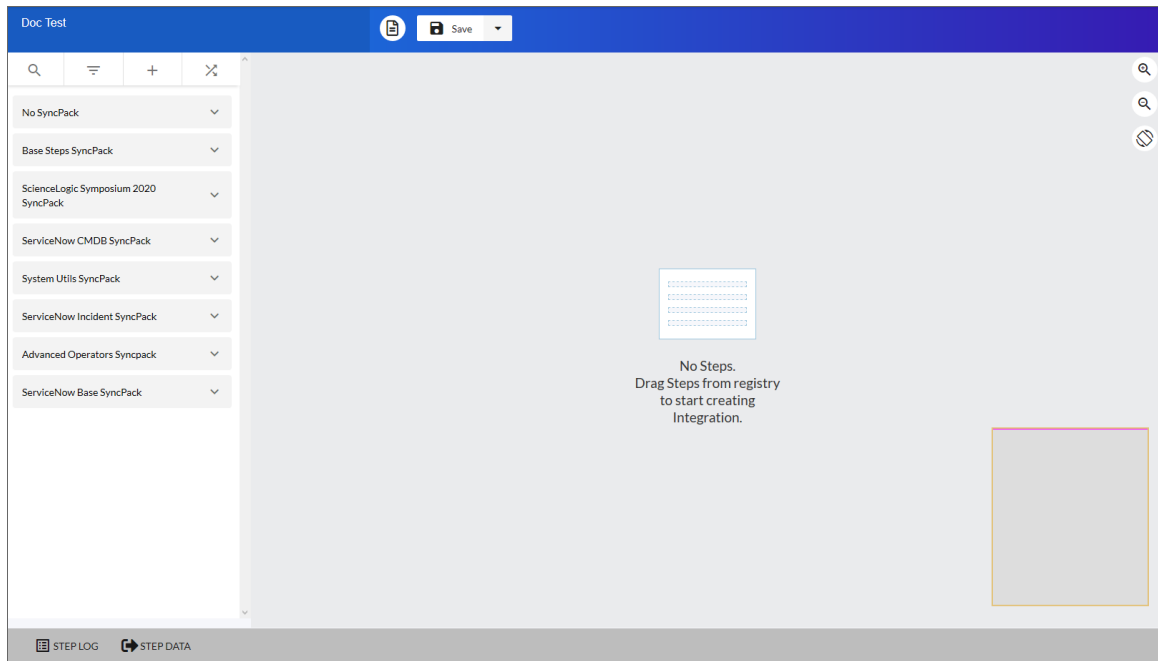 Doc Test
Save
No SyncPack
Base Steps SyncPack
ScienceLogic Symposium 2020
SyncPack
ServiceNow CMDB SyncPack
System Utils SyncPack
ServiceNow Incident SyncPack
Advanced Operators Syncpack
ServiceNow Base SyncPack
No Steps.
Drag Steps from registry
to start creating
Integration.
STEP LOG
STEP DATA